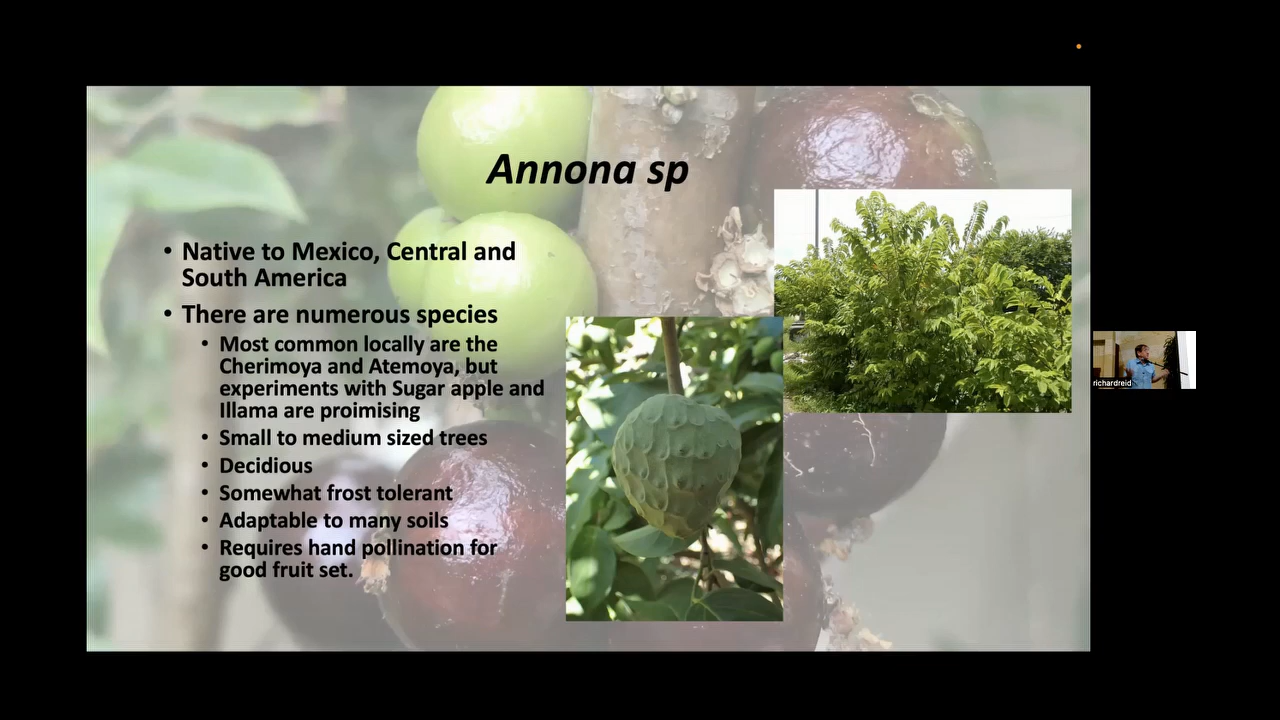 Annona sp
• Native to Mexico, Central and
South America
• There are numerous species
• Most common locally are the
Cherimoya and Atemoya, but
experiments with Sugar apple and
Illama are proimising
• Small to medium sized trees
• Decidious
• Somewhat frost tolerant
• Adaptable to many soils
• Requires hand pollination for
good fruit set.
richardreid